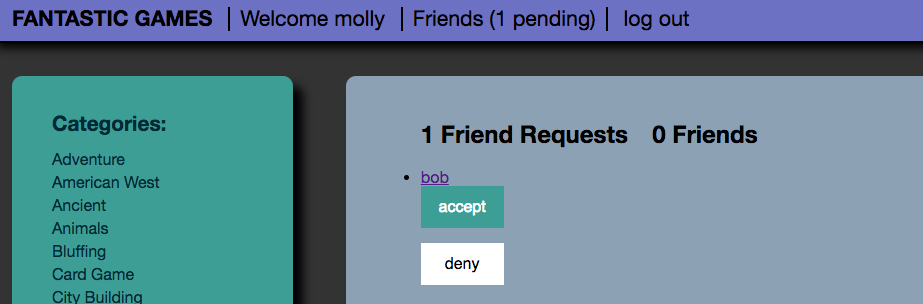 FANTASTIC GAMES Welcome molly Friends (1 pending) log out
Categories:
Adventure
American West
Ancient
Animals
Bluffing
Card Game
City Building
1 Friend Requests 0 Friends
bob
accept
deny